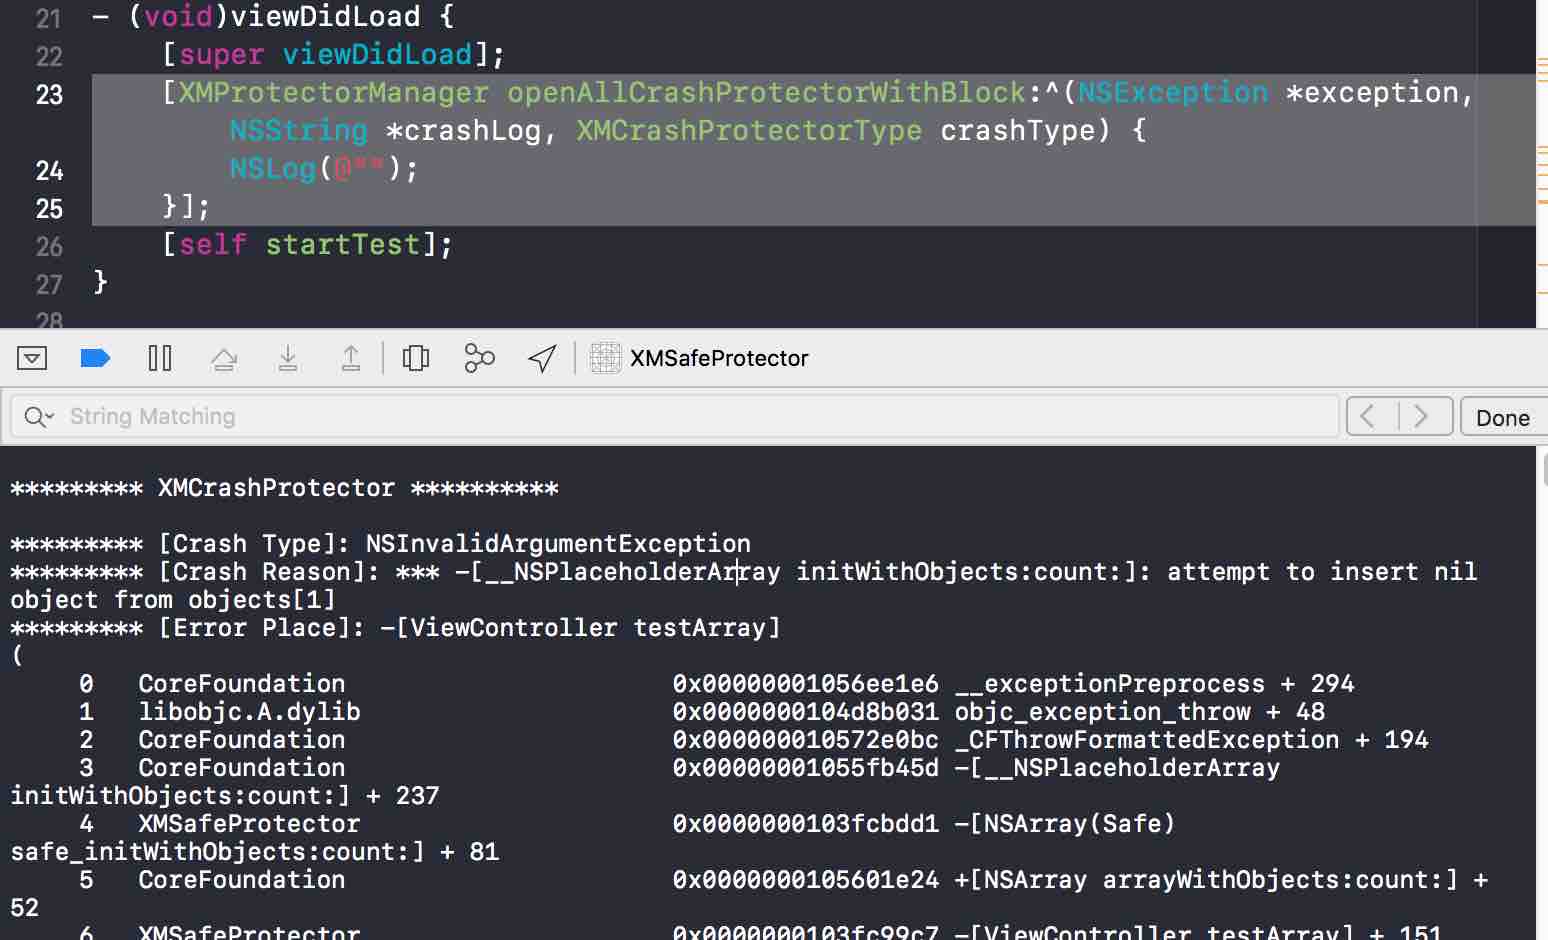 21 - (void)viewDidLoad {
22 [super viewDidLoad];
23 [XMProtectorManager openAllCrashProtectorWithBlock:^(NSException *exception,
NSString *crashLog, XMCrashProtectorType crashType) {
24 NSLog(@"");
25 }];
26 [self startTest];
27 }
28
XMSafeProtector
String Matching
Done
********* XMCrashProtector **********
********* [Crash Type]: NSInvalidArgumentException
********* [Crash Reason]: *** -[__NSPlaceholderArray initWithObjects:count:]: attempt to insert nil
object from objects[1]
********* [Error Place]: -[ViewController testArray]
(
0 CoreFoundation 0x00000001056ee1e6 __exceptionPreprocess + 294
1 libobjc.A.dylib 0x0000000104d8b031 objc_exception_throw + 48
2 CoreFoundation 0x000000010572e0bc _CFThrowFormattedException + 194
3 CoreFoundation 0x00000001055fb45d -[__NSPlaceholderArray
initWithObjects:count:] + 237
4 XMSafeProtector 0x0000000103fcbdd1 -[NSArray(Safe)
safe_initWithObjects:count:] + 81
5 CoreFoundation 0x0000000105601e24 +[NSArray arrayWithObjects:count:] +
52
6 XMSafeProtector 0x0000000103fc99c7 -[ViewController testArray] + 151